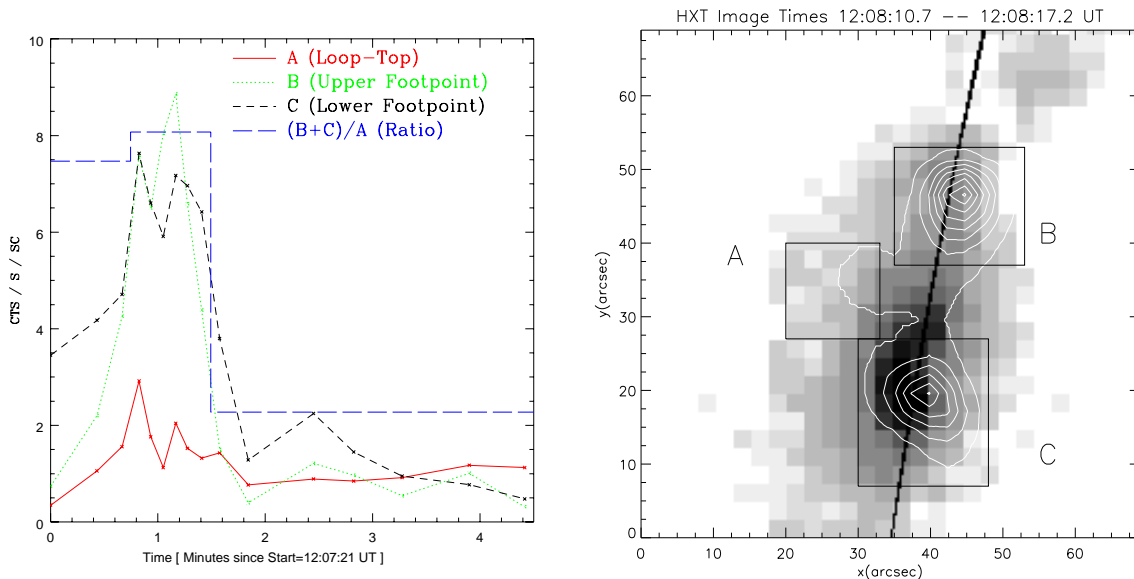 10
8
6
4
2
0
CTS / s / SC
A (Loop-Top)
B (Upper Footpoint)
C (Lower Footpoint)
(B+C)/A (Ratio)
0 1 2 3 4
Time [ Minutes since Start=12:07:21 UT ]
HXT Image Times 12:08:10.7 -- 12:08:17.2 UT
60
50
40
30
20
10
0
y(arcsec)
A
B
C
0 10 20 30 40 50 60
x(arcsec)